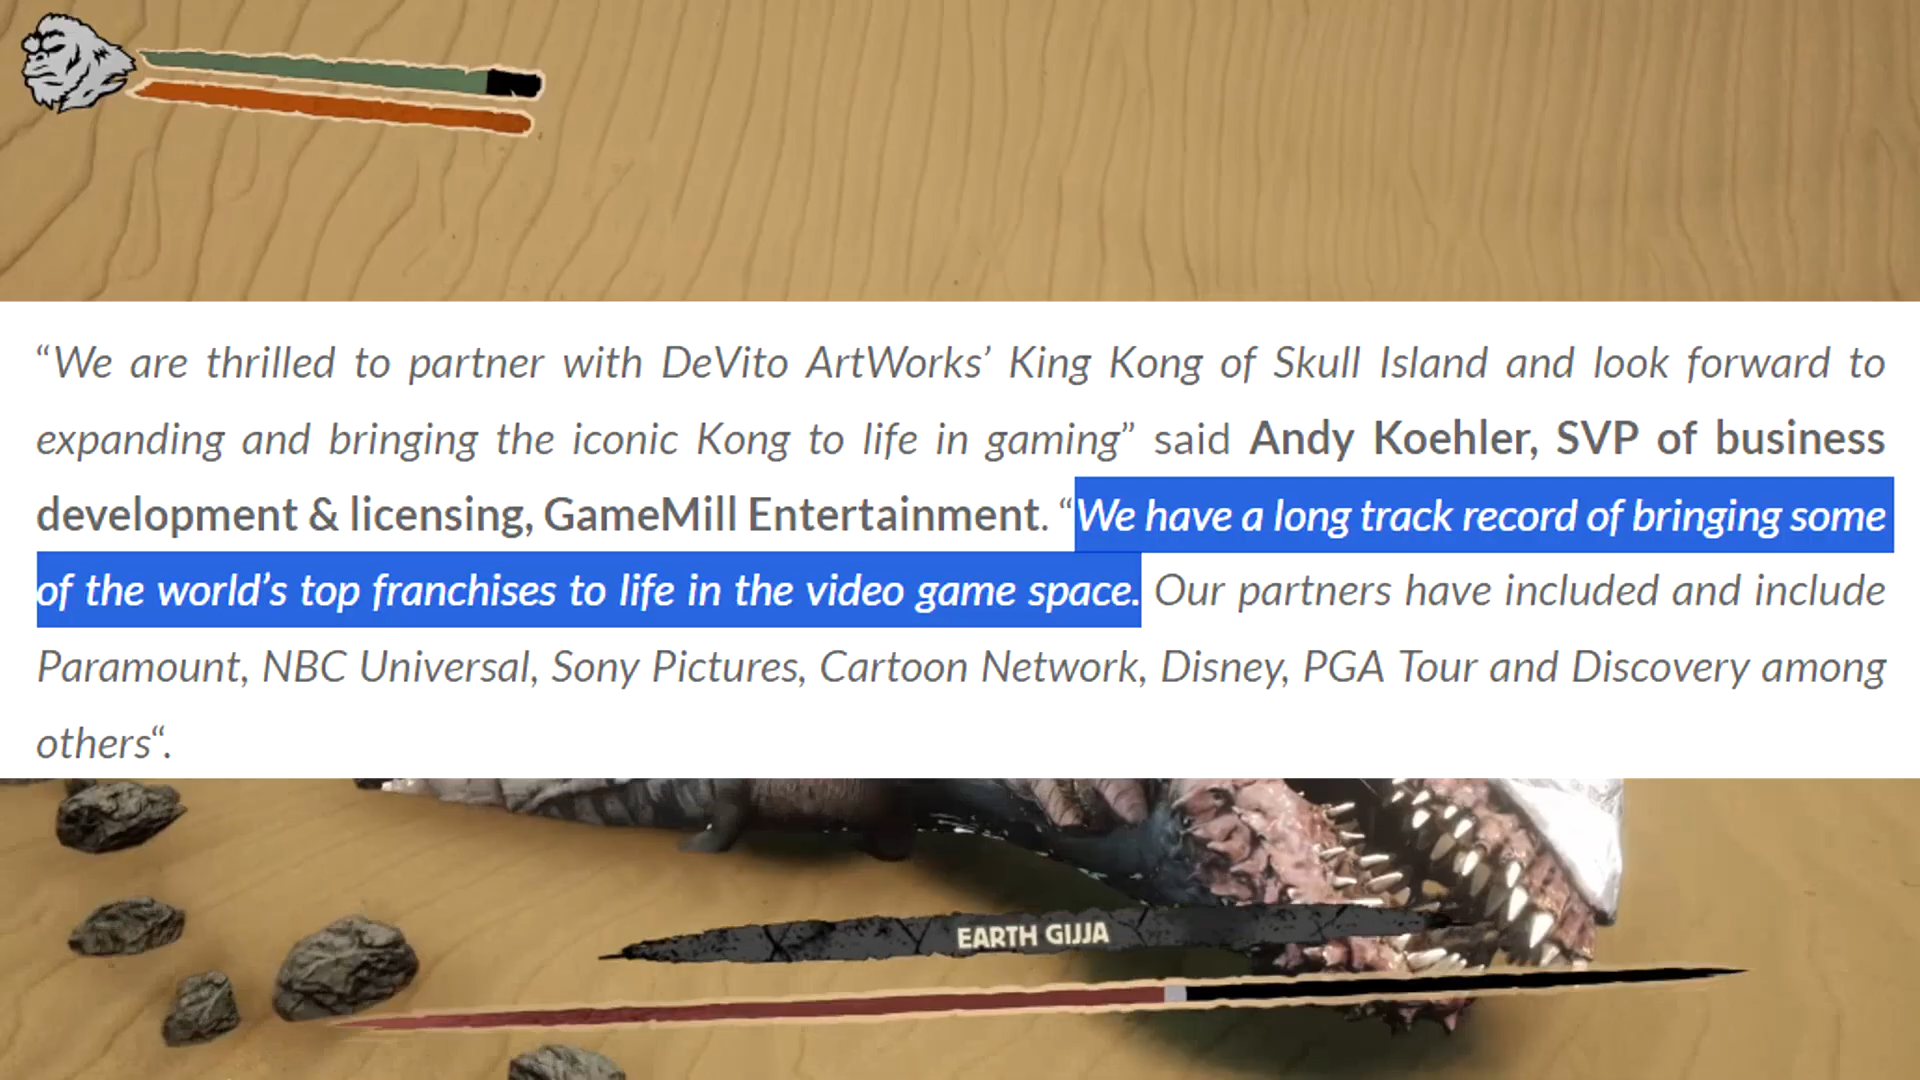 “We are thrilled to partner with DeVito ArtWorks’ King Kong of Skull Island and look forward to
expanding and bringing the iconic Kong to life in gaming” said Andy Koehler, SVP of business
development & licensing, GameMill Entertainment. “We have a long track record of bringing some
of the world’s top franchises to life in the video game space. Our partners have included and include
Paramount, NBC Universal, Sony Pictures, Cartoon Network, Disney, PGA Tour and Discovery among
others“.
EARTH GIJJA